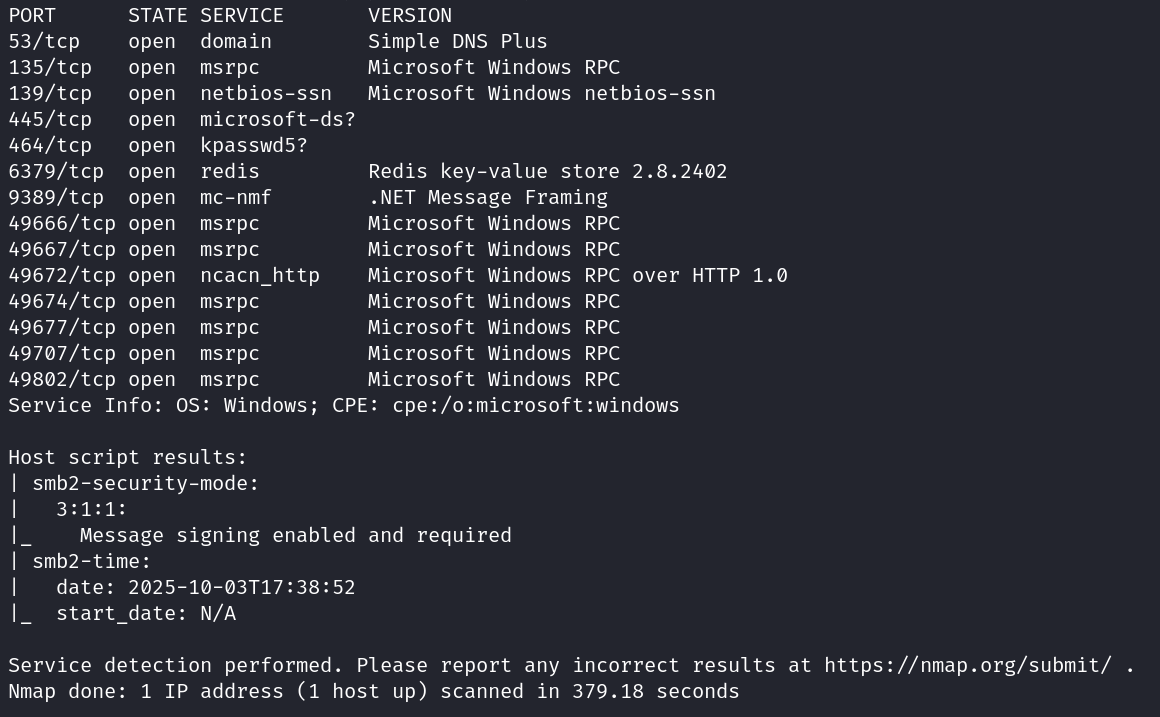 PORT      STATE SERVICE       VERSION
53/tcp    open  domain        Simple DNS Plus
135/tcp   open  msrpc         Microsoft Windows RPC
139/tcp   open  netbios-ssn   Microsoft Windows netbios-ssn
445/tcp   open  microsoft-ds?
464/tcp   open  kpasswd5?
6379/tcp  open  redis         Redis key-value store 2.8.2402
9389/tcp  open  mc-nmf        .NET Message Framing
49666/tcp open  msrpc         Microsoft Windows RPC
49667/tcp open  msrpc         Microsoft Windows RPC
49672/tcp open  ncacn_http    Microsoft Windows RPC over HTTP 1.0
49674/tcp open  msrpc         Microsoft Windows RPC
49677/tcp open  msrpc         Microsoft Windows RPC
49707/tcp open  msrpc         Microsoft Windows RPC
49802/tcp open  msrpc         Microsoft Windows RPC
Service Info: OS: Windows; CPE: cpe:/o:microsoft:windows

Host script results:
| smb2-security-mode:
|   3:1:1:
|_    Message signing enabled and required
| smb2-time:
|   date: 2025-10-03T17:38:52
|_  start_date: N/A

Service detection performed. Please report any incorrect results at https://nmap.org/submit/ .
Nmap done: 1 IP address (1 host up) scanned in 379.18 seconds